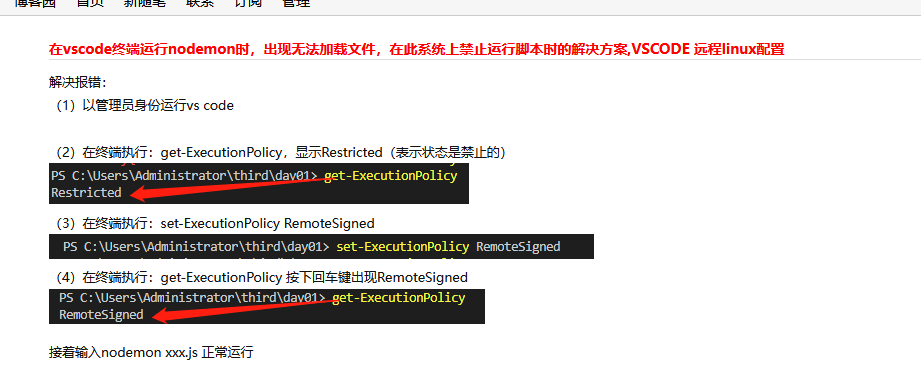 博客园 首页 新随笔 联系 订阅 管理
在vscode终端运行nodemon时，出现无法加载文件，在此系统上禁止运行脚本时的解决方案,VSCODE 远程linux配置
解决报错：
（1）以管理员身份运行vs code
（2）在终端执行：get-ExecutionPolicy，显示Restricted（表示状态是禁止的）
PS C:\Users\Administrator\third\day01> get-ExecutionPolicy
Restricted
（3）在终端执行：set-ExecutionPolicy RemoteSigned
PS C:\Users\Administrator\third\day01> set-ExecutionPolicy RemoteSigned
（4）在终端执行：get-ExecutionPolicy 按下回车键出现RemoteSigned
PS C:\Users\Administrator\third\day01> get-ExecutionPolicy
RemoteSigned
接着输入nodemon xxx.js 正常运行